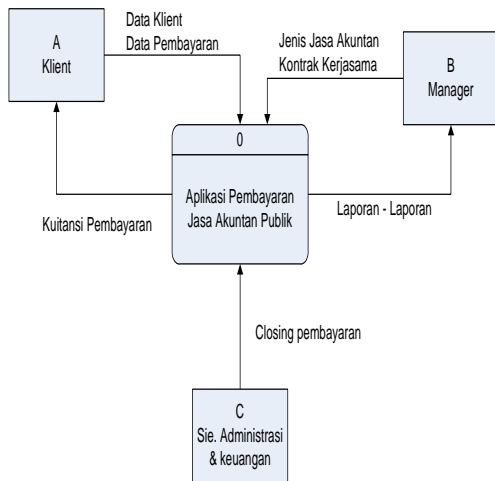 A
Klient
Data Klient
Data Pembayaran
Jenis Jasa Akuntan
Kontrak Kerjasama
B
Manager
0
Aplikasi Pembayaran
Jasa Akuntan Publik
Kuitansi Pembayaran
Laporan - Laporan
Closing pembayaran
C
Sie. Administrasi
& keuangan